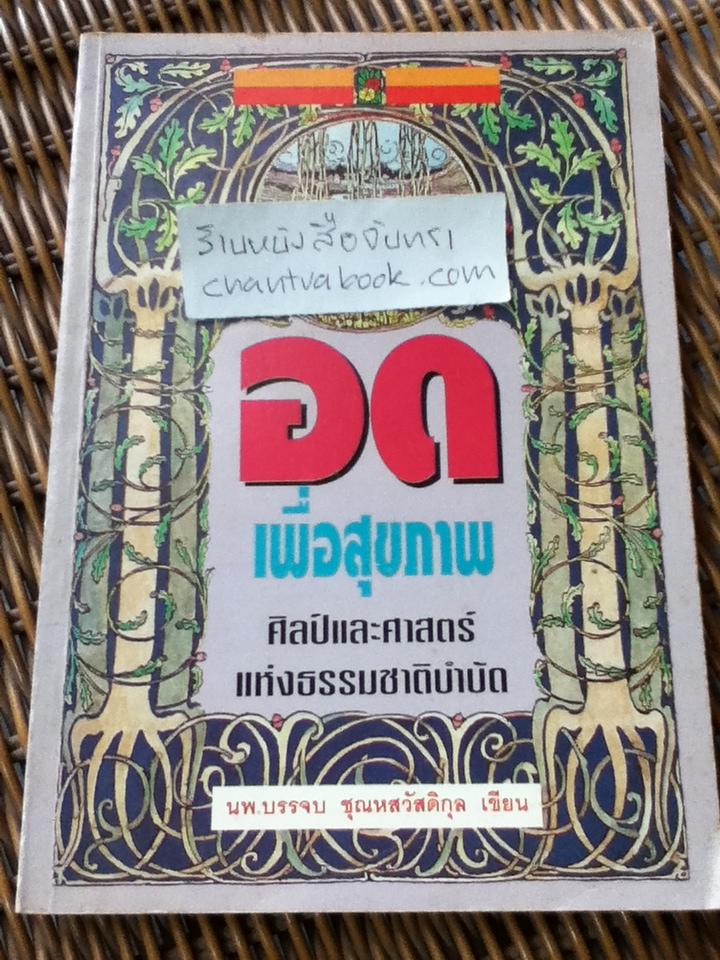 ร้านหนังสือจันทรา
chantrabook.com
อด
เพื่อสุขภาพ
ศิลป์และศาสตร์
แห่งธรรมชาติบำบัด
นพ.บรรจบ ชุณหสวัสดิกุล เขียน